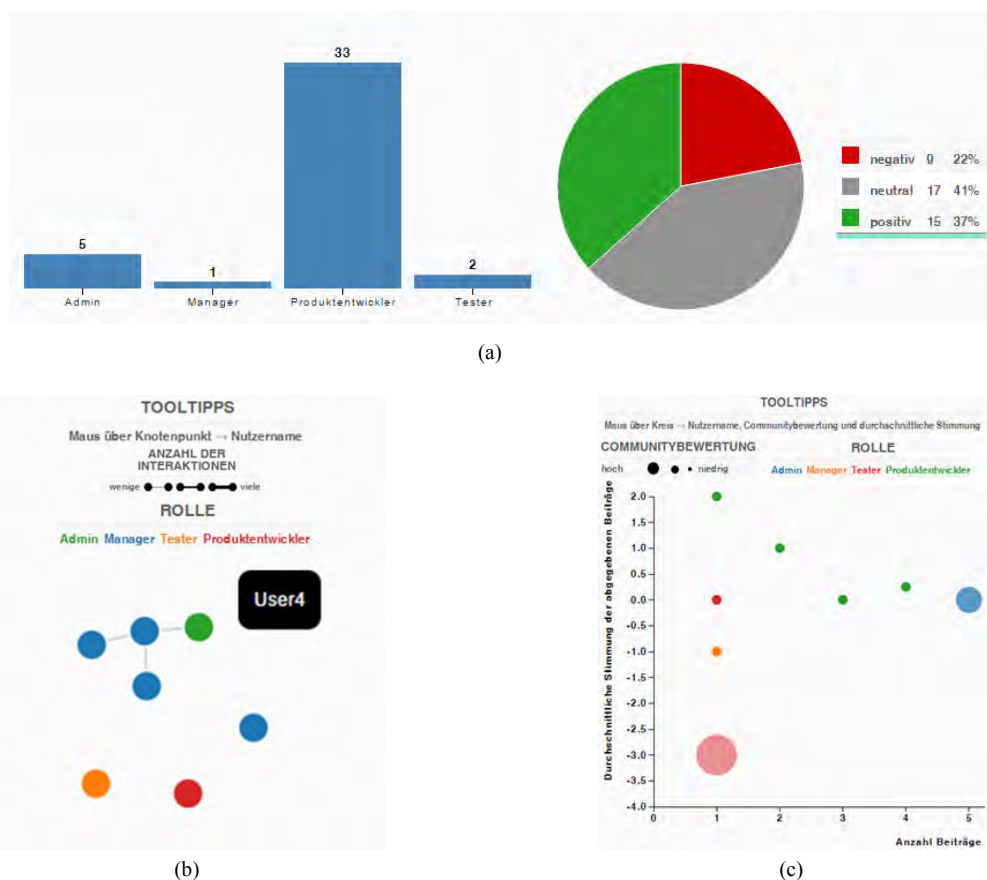 33
5
1
2
Admin Manager Produktentwickler Tester
negativ 9 22%
neutral 17 41%
positiv 15 37%
(a)
TOOLTIPPS
Maus über Knotenpunkt → Nutzername
ANZAHL DER
INTERAKTIONEN
wenige viele
ROLLE
Admin Manager Tester Produktentwickler
User4
(b)
TOOLTIPPS
Maus über Kreis → Nutzername, Communitybewertung und durchschnittliche Stimmung
COMMUNITYBEWERTUNG
hoch niedrig
ROLLE
Admin Manager Tester Produktentwickler
Durchschnittliche Stimmung der abgegebenen Beiträge
2.0
1.0
0.5
0.0
-0.5
-1.0
-1.5
-2.0
-2.5
-3.0
-3.5
-4.0
0 1 2 3 4 5
Anzahl Beiträge
(c)